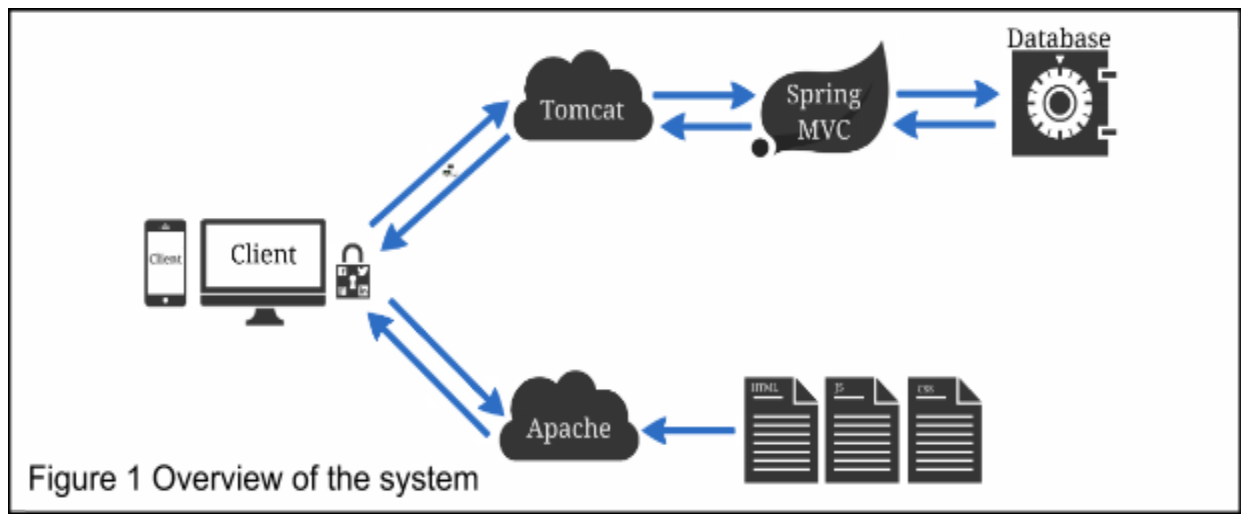 Database
Tomcat
Spring
MVC
Client
Client
HTML
JS
CSS
Apache
Figure 1 Overview of the system